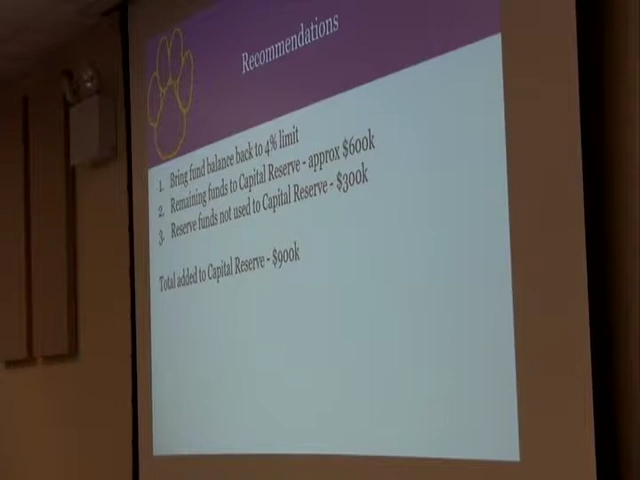 Recommendations
1. Bring fund balance back to 4% limit
2. Remaining funds to Capital Reserve - approx $600k
3. Reserve funds not used to Capital Reserve - $300k
Total added to Capital Reserve - $900k